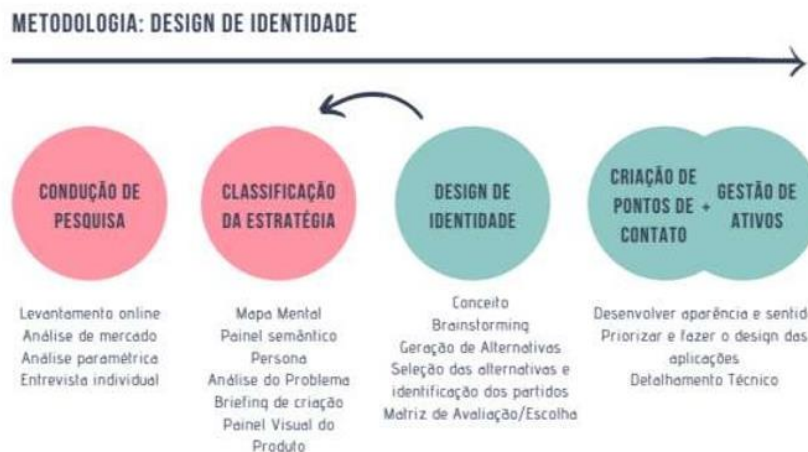 METODOLOGIA: DESIGN DE IDENTIDADE
CONDUÇÃO DE
PESQUISA
Levantamento online
Análise de mercado
Análise paramétrica
Entrevista individual
CLASSIFICAÇÃO
DA ESTRATÉGIA
Mapa Mental
Painel semântico
Persona
Análise do Problema
Briefing de criação
Painel Visual do
Produto
DESIGN DE
IDENTIDADE
Conceito
Brainstorming
Geração de Alternativas
Seleção das alternativas e
identificação dos partidos
Matriz de Avaliação/Escolha
CRIAÇÃO DE
PONTOS DE
CONTATO
+
GESTÃO DE
ATIVOS
Desenvolver aparência e sentid
Priorizar e fazer o design das
aplicações
Detalhamento Técnico